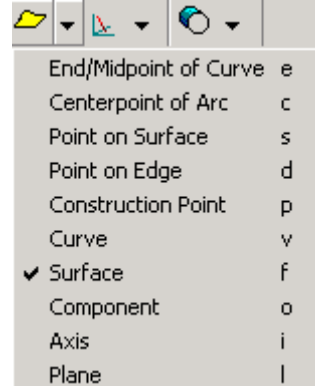 End/Midpoint of Curve e
Centerpoint of Arc c
Point on Surface s
Point on Edge d
Construction Point p
Curve v
Surface f
Component o
Axis i
Plane l